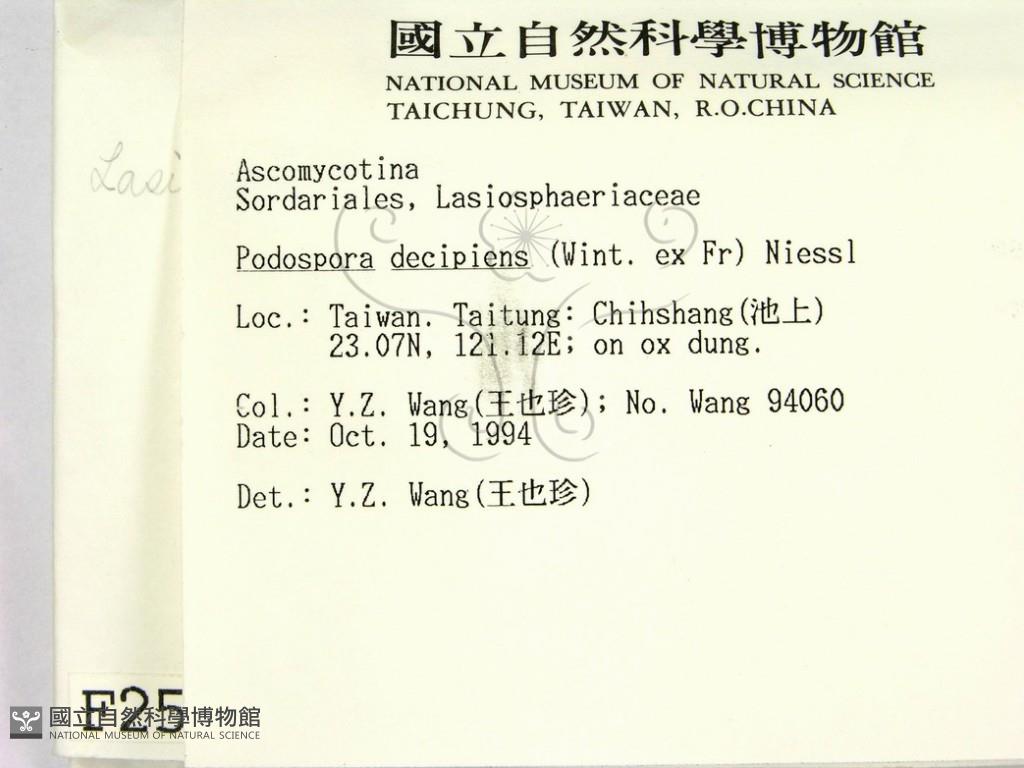 國立自然科學博物館
NATIONAL MUSEUM OF NATURAL SCIENCE
TAICHUNG, TAIWAN, R.O.CHINA
Lasi
Ascomycotina
Sordariales, Lasiosphaeriaceae
Podospora decipiens (Wint. ex Fr) Niessl
Loc.: Taiwan. Taitung: Chihshang(池上)
23.07N, 121.12E; on ox dung.
Col.: Y.Z. Wang(王也珍); No. Wang 94060
Date: Oct. 19, 1994
Det.: Y.Z. Wang(王也珍)
F25
國立自然科學博物館
NATIONAL MUSEUM OF NATURAL SCIENCE